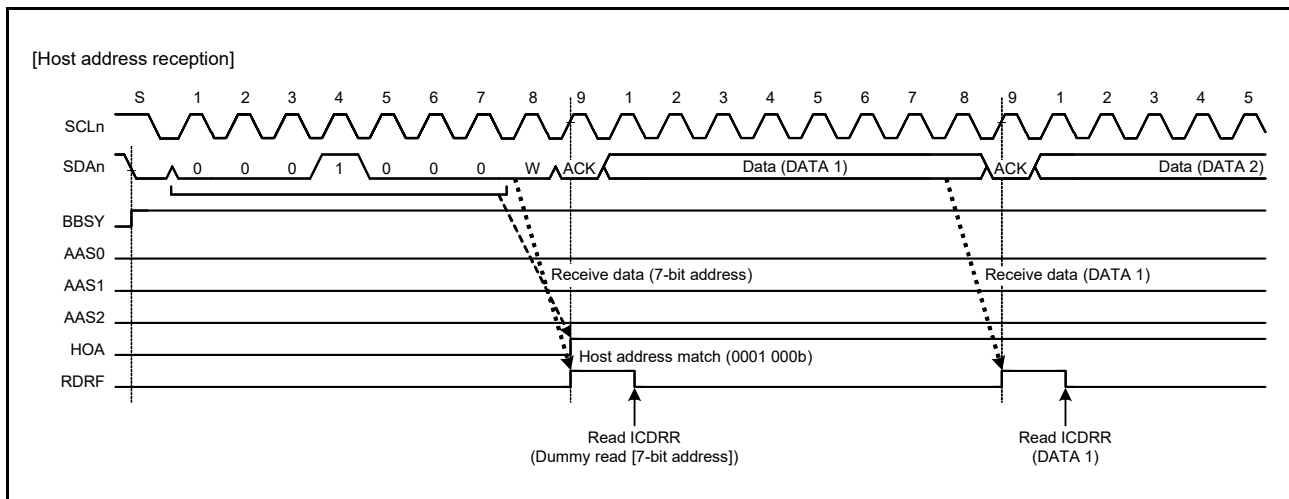 [Host address reception]
S 1 2 3 4 5 6 7 8 9 1 2 3 4 5 6 7 8 9 1 2 3 4 5
SCLn
SDAn 0 0 0 1 0 0 0 W ACK Data (DATA 1) ACK Data (DATA 2)
BBSY
AAS0
AAS1 Receive data (7-bit address) Receive data (DATA 1)
AAS2
HOA
Host address match (0001 000b)
RDRF
Read ICDRR Read ICDRR
(Dummy read [7-bit address]) (DATA 1)